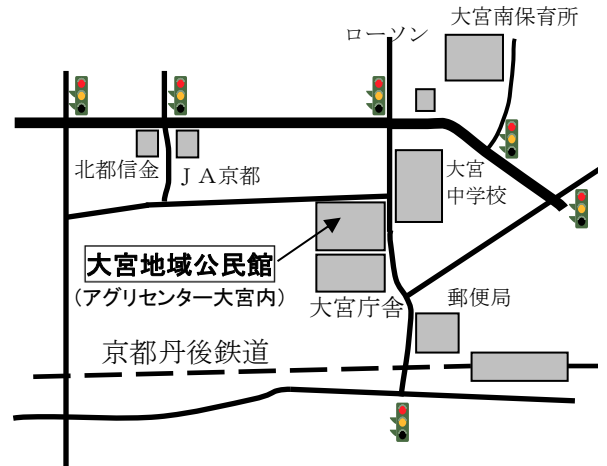 大宮南保育所
ローソン
北都信金
ＪＡ京都
大宮
中学校
大宮地域公民館
（アグリセンター大宮内）
大宮庁舎
郵便局
京都丹後鉄道